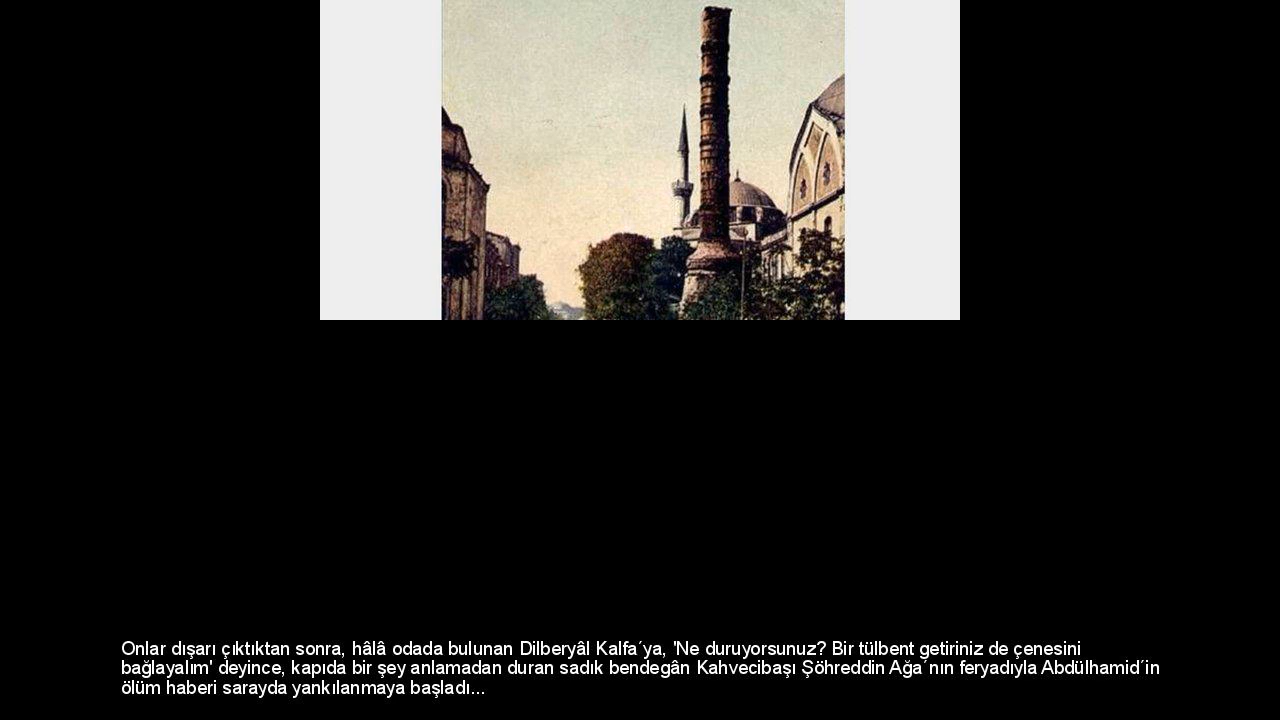 Onlar dışarı çıktıktan sonra, hâlâ odada bulunan Dilberyâl Kalfa´ya, 'Ne duruyorsunuz? Bir tülbent getiriniz de çenesini
bağlayalım' deyince, kapıda bir şey anlamadan duran sadık bendegân Kahvecibaşı Şöhreddin Ağa´nın feryadıyla Abdülhamid´in
ölüm haberi sarayda yankılanmaya başladı...